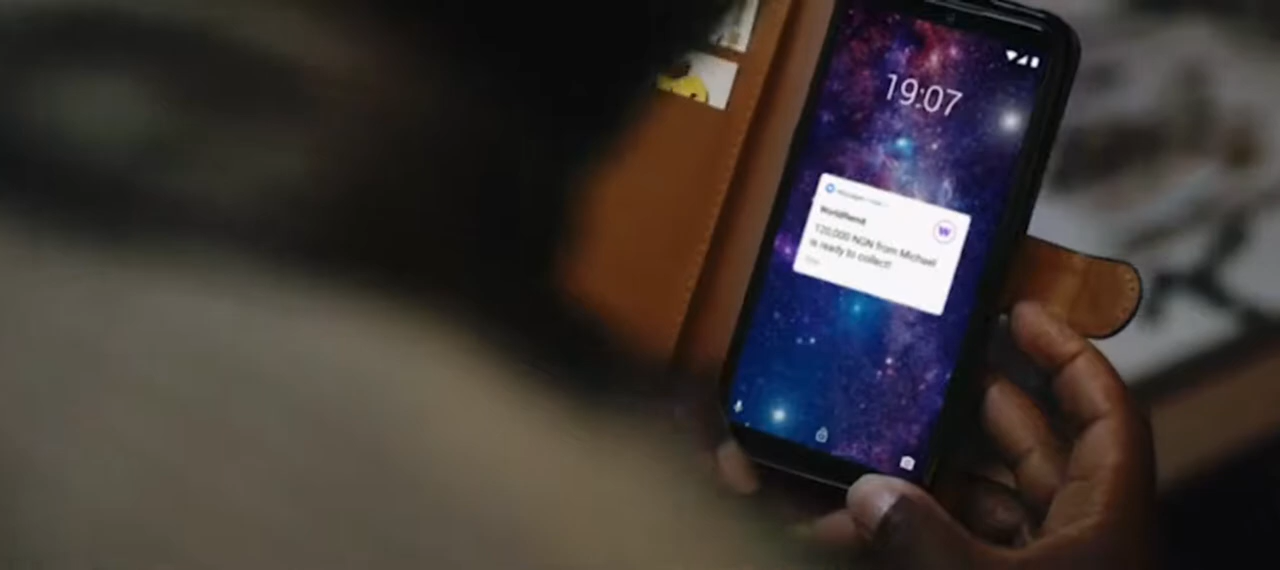 19:07
WorldRemit
W
120,000 NGN from Michael
is ready to collect!